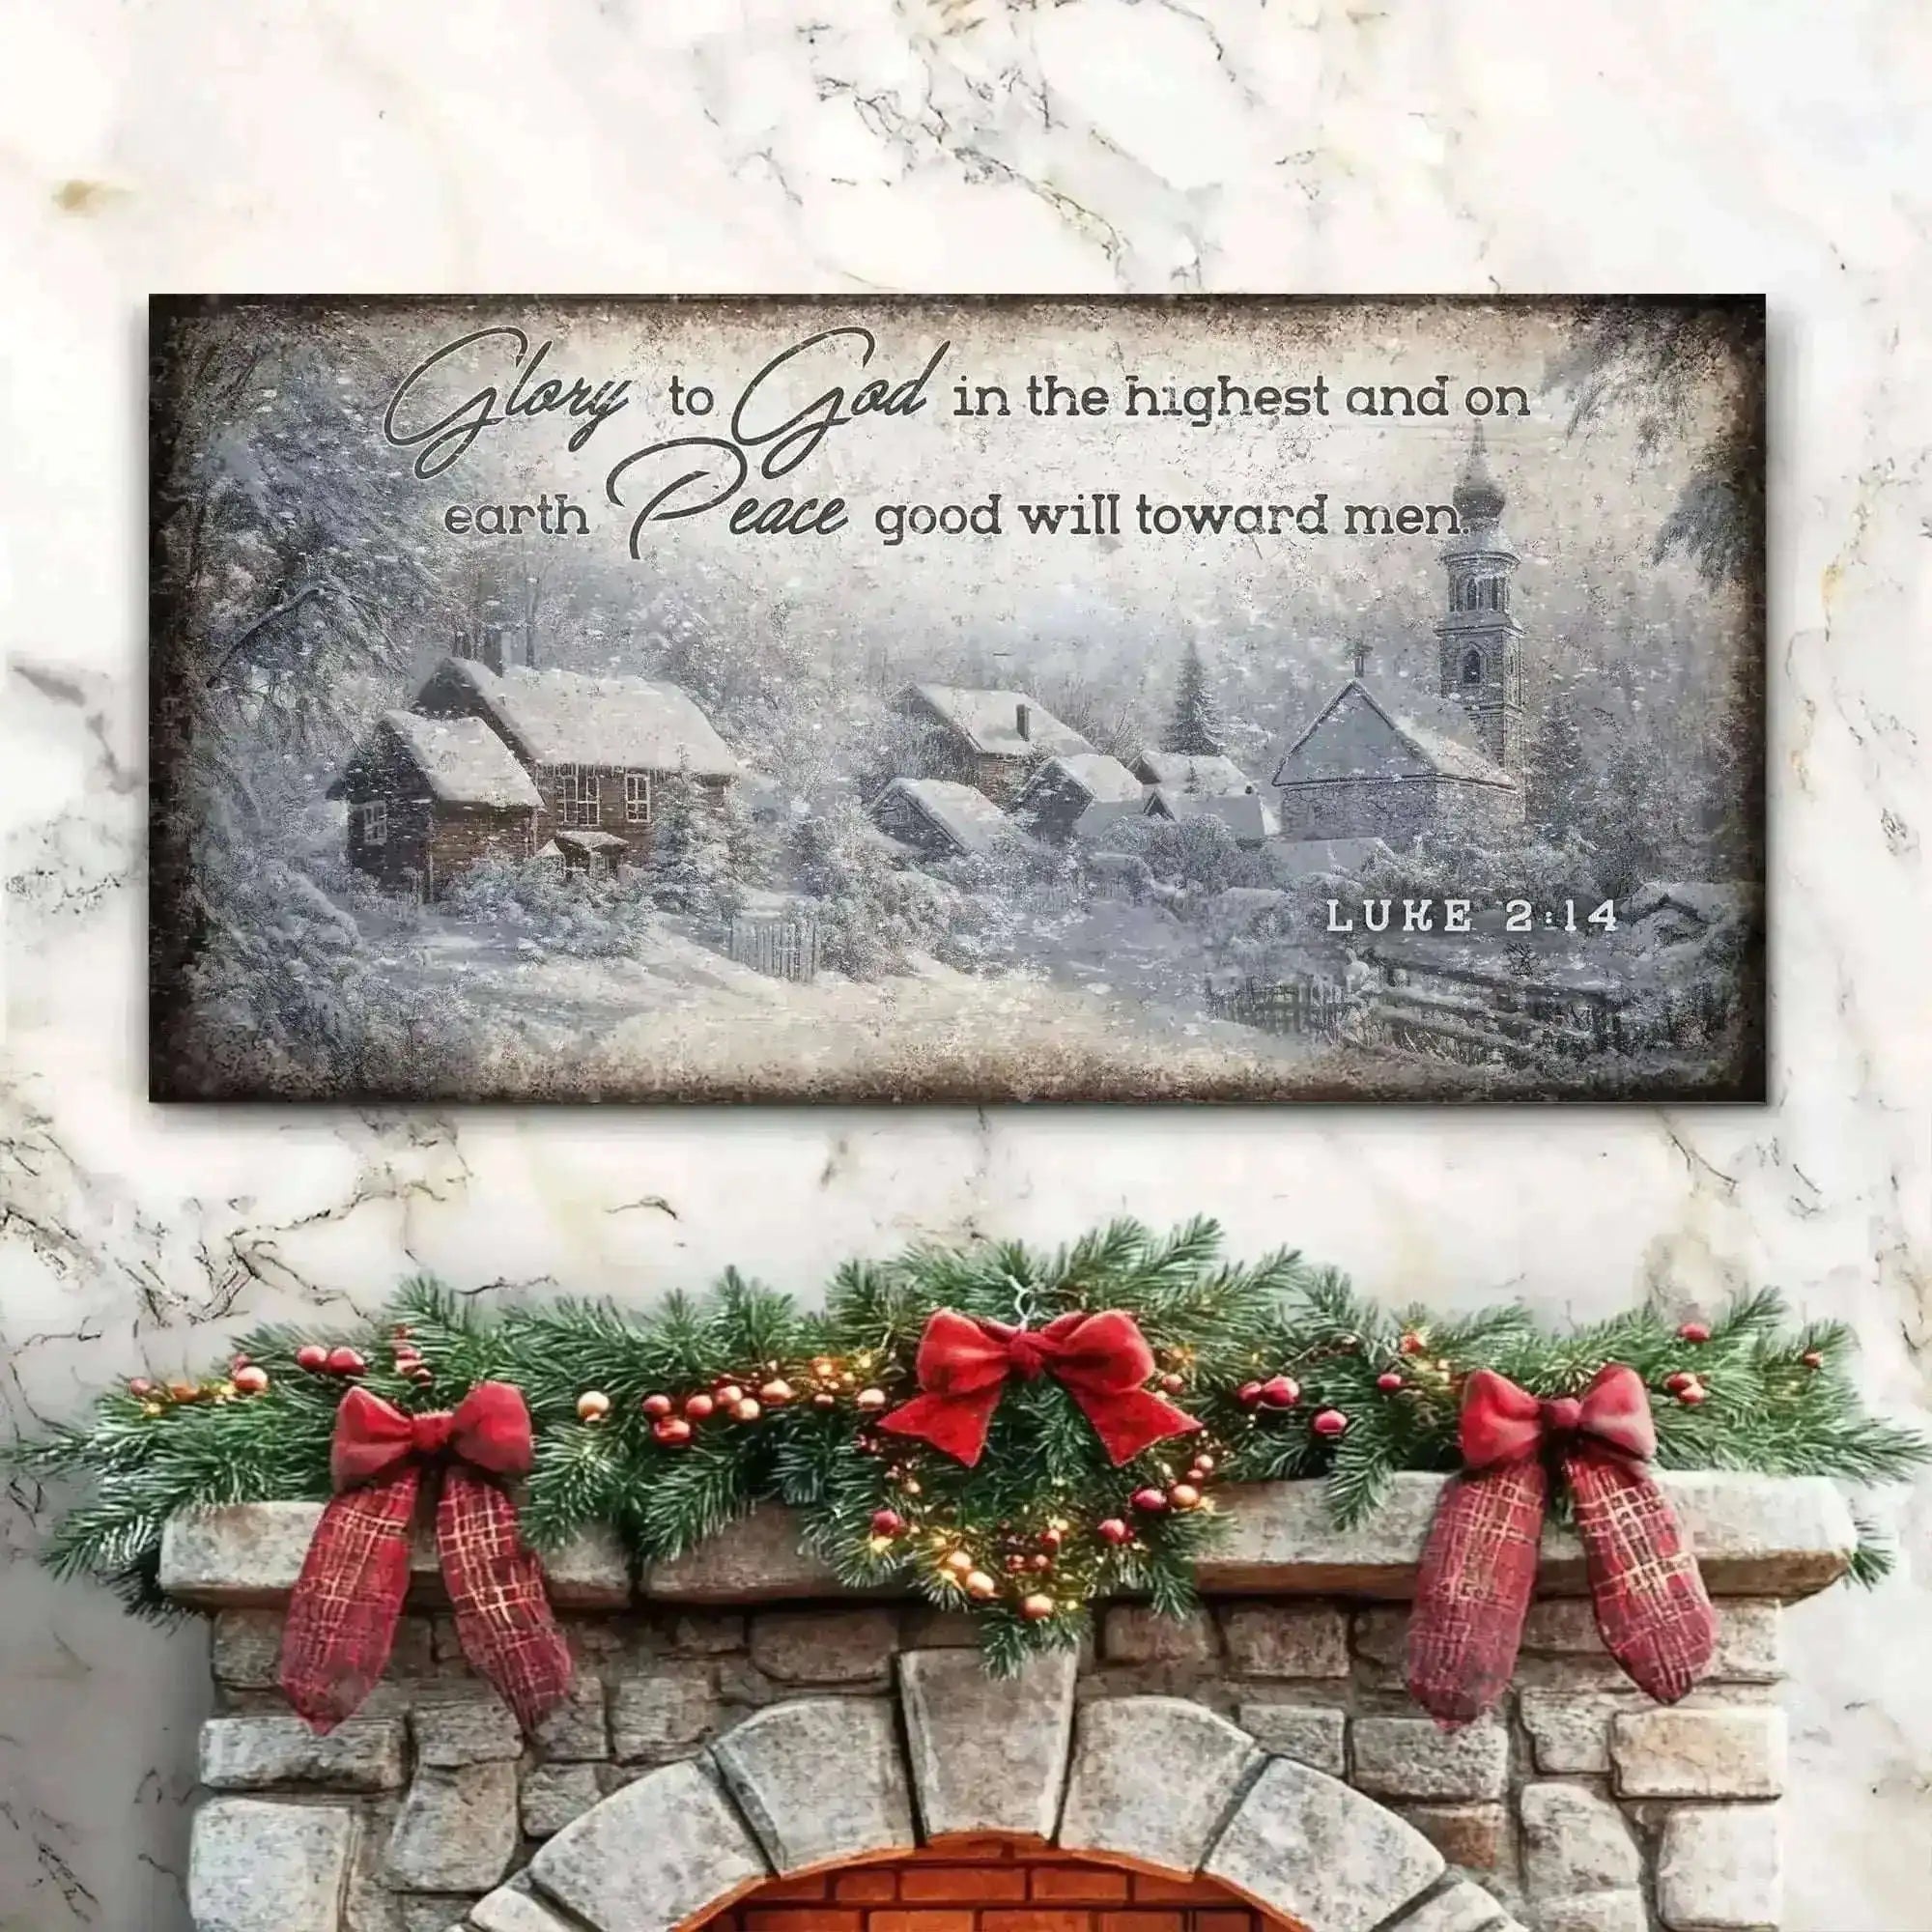 Glory to God in the highest and on
earth Peace good will toward men.
LUKE 2:14